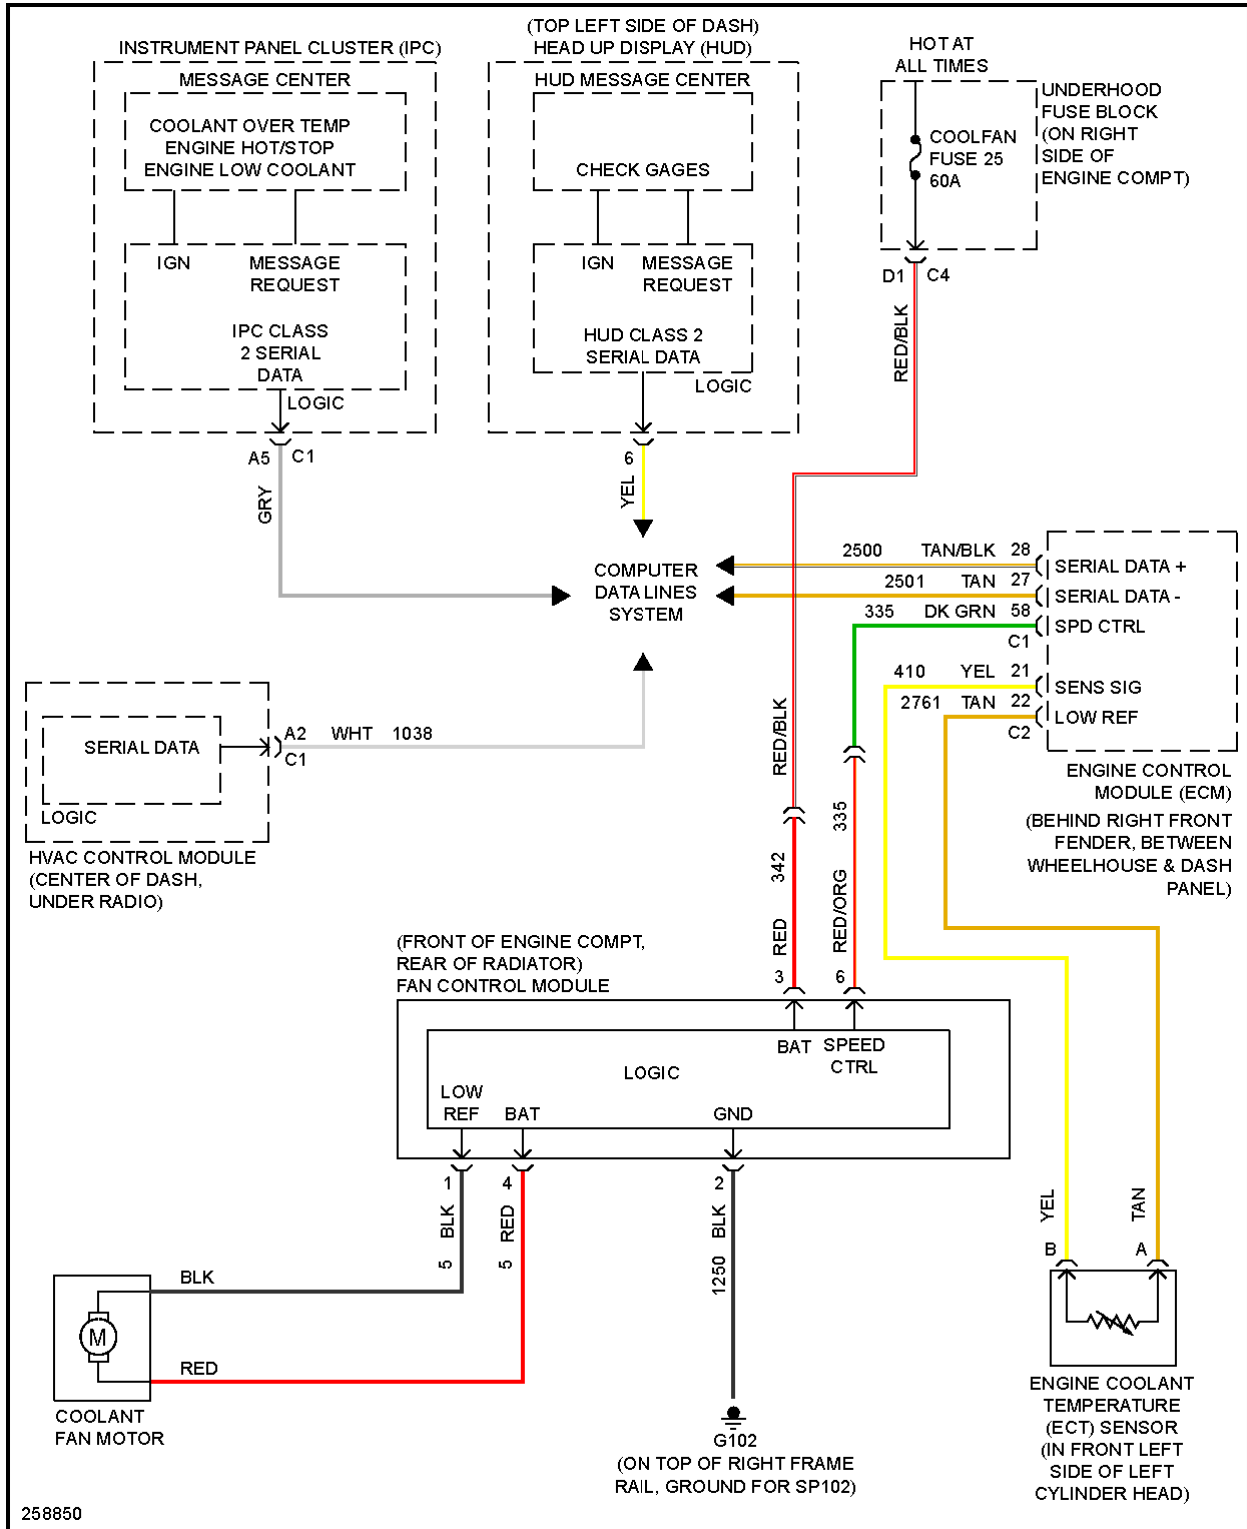 INSTRUMENT PANEL CLUSTER (IPC)
MESSAGE CENTER
COOLANT OVER TEMP
ENGINE HOT/STOP
ENGINE LOW COOLANT
IGN
MESSAGE
REQUEST
IPC CLASS
2 SERIAL
DATA
LOGIC
A5
C1
GRY
(TOP LEFT SIDE OF DASH)
HEAD UP DISPLAY (HUD)
HUD MESSAGE CENTER
CHECK GAGES
IGN
MESSAGE
REQUEST
HUD CLASS 2
SERIAL DATA
LOGIC
6
YEL
HOT AT
ALL TIMES
COOLFAN
FUSE 25
60A
UNDERHOOD
FUSE BLOCK
(ON RIGHT
SIDE OF
ENGINE COMPT)
D1
C4
RED/BLK
COMPUTER
DATA LINES
SYSTEM
2500 TAN/BLK 28
SERIAL DATA +
2501 TAN 27
SERIAL DATA -
335 DK GRN 58
SPD CTRL
C1
410 YEL 21
SENS SIG
2761 TAN 22
LOW REF
C2
ENGINE CONTROL
MODULE (ECM)
(BEHIND RIGHT FRONT
FENDER, BETWEEN
WHEELHOUSE & DASH
PANEL)
SERIAL DATA
LOGIC
A2 WHT 1038
C1
HVAC CONTROL MODULE
(CENTER OF DASH,
UNDER RADIO)
RED/BLK
342
RED
3
335
RED/ORG
6
(FRONT OF ENGINE COMPT,
REAR OF RADIATOR)
FAN CONTROL MODULE
BAT
SPEED
CTRL
LOGIC
LOW
REF
BAT
GND
1
BLK
5
4
RED
5
2
BLK
1250
YEL
B
TAN
A
BLK
M
RED
COOLANT
FAN MOTOR
G102
(ON TOP OF RIGHT FRAME
RAIL, GROUND FOR SP102)
ENGINE COOLANT
TEMPERATURE
(ECT) SENSOR
(IN FRONT LEFT
SIDE OF LEFT
CYLINDER HEAD)
258850